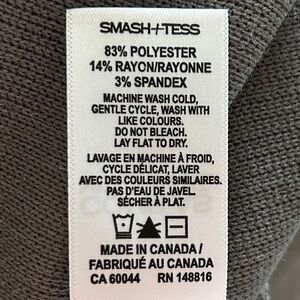 SMASH+TESS
83% POLYESTER
14% RAYON/RAYONNE
3% SPANDEX
MACHINE WASH COLD,
GENTLE CYCLE, WASH WITH
LIKE COLOURS.
DO NOT BLEACH.
LAY FLAT TO DRY.
LAVAGE EN MACHINE À FROID,
CYCLE DÉLICAT, LAVER
AVEC DES COULEURS SIMILAIRES.
PAS D'EAU DE JAVEL.
SÉCHER À PLAT.
MADE IN CANADA /
FABRIQUÉ AU CANADA
CA 60044 RN 148816